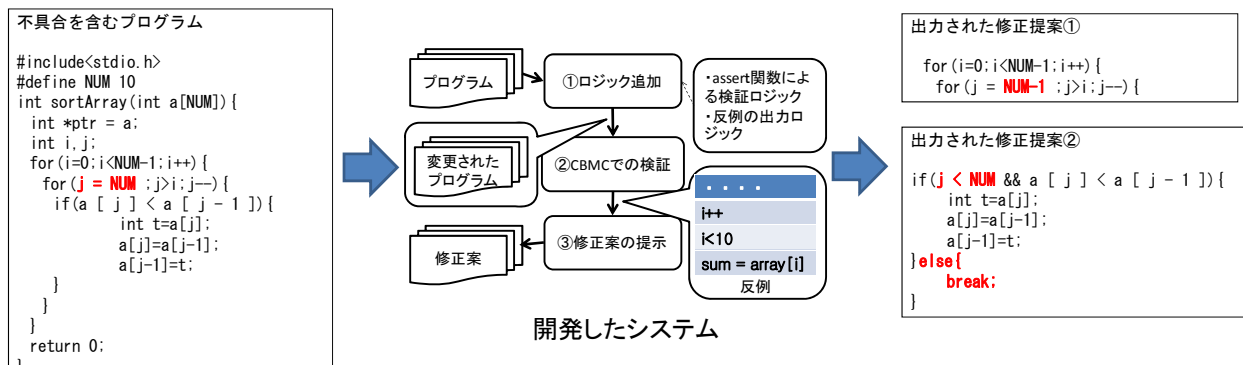 不具合を含むプログラム
#include<stdio.h>
#define NUM 10
int sortArray(int a[NUM]){
int *ptr = a;
int i,j;
for(i=0;i<NUM-1;i++){
for(j = NUM ;j>i;j--){
if(a [ j ] < a [ j - 1 ]){
int t=a[j];
a[j]=a[j-1];
a[j-1]=t;
}
}
}
return 0;
}
プログラム
①ロジック追加
・assert関数によ
る検証ロジック
・反例の出力ロ
ジック
変更された
プログラム
②CBMCでの検証
・・・・
i++
i<10
sum = array[i]
反例
③修正案の提示
修正案
開発したシステム
出力された修正提案①
for(i=0;i<NUM-1;i++){
for(j = NUM-1 ;j>i;j--){
出力された修正提案②
if(j < NUM && a [ j ] < a [ j - 1 ]){
int t=a[j];
a[j]=a[j-1];
a[j-1]=t;
}else{
break;
}